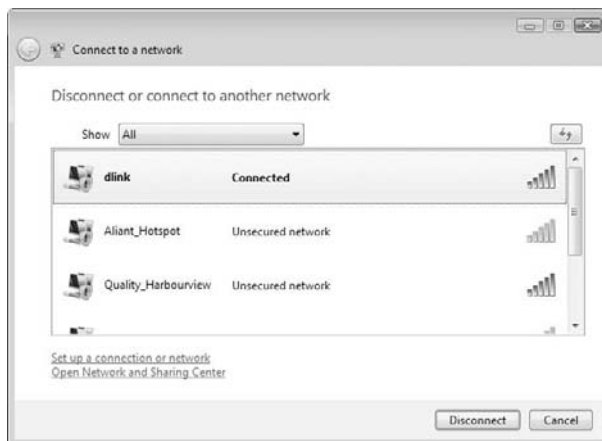 Connect to a network
Disconnect or connect to another network
Show All
dlink Connected
Aliant_Hotspot Unsecured network
Quality_Harbourview Unsecured network
Set up a connection or network
Open Network and Sharing Center
Disconnect Cancel